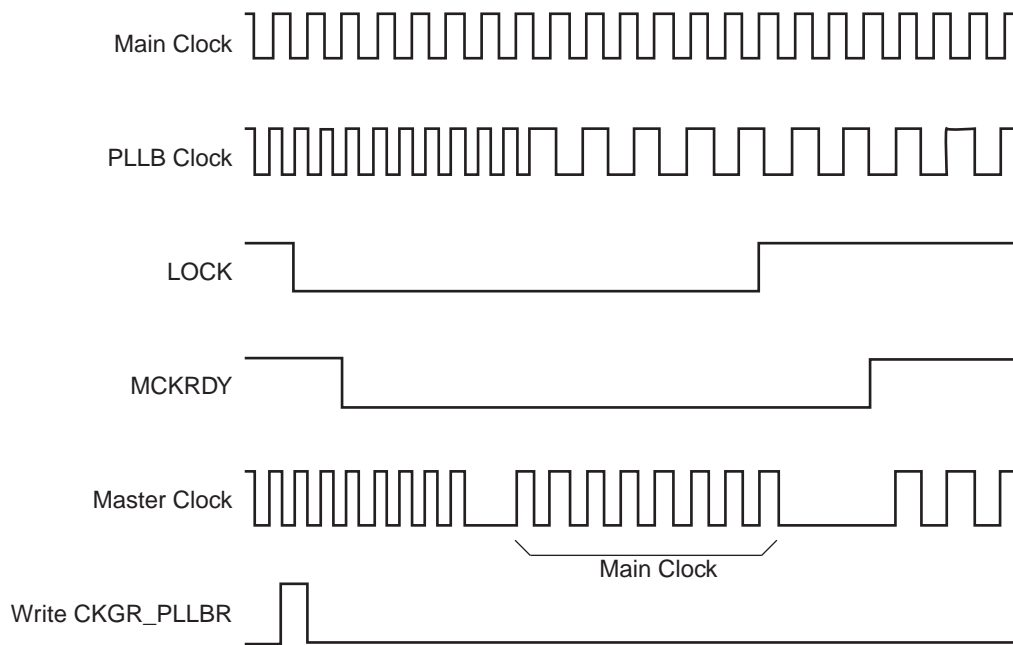 Main Clock
PLLB Clock
LOCK
MCKRDY
Master Clock
Main Clock
Write CKGR_PLLBR